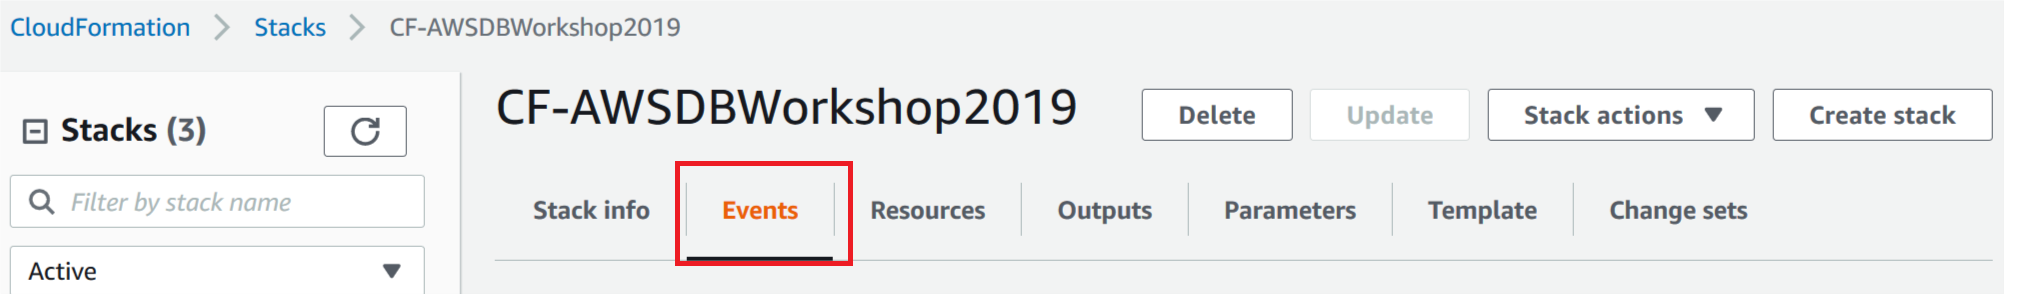 CloudFormation > Stacks > CF-AWSDBWorkshop2019
Stacks (3)
Filter by stack name
Active
CF-AWSDBWorkshop2019
Delete Update Stack actions Create stack
Stack info Events Resources Outputs Parameters Template Change sets